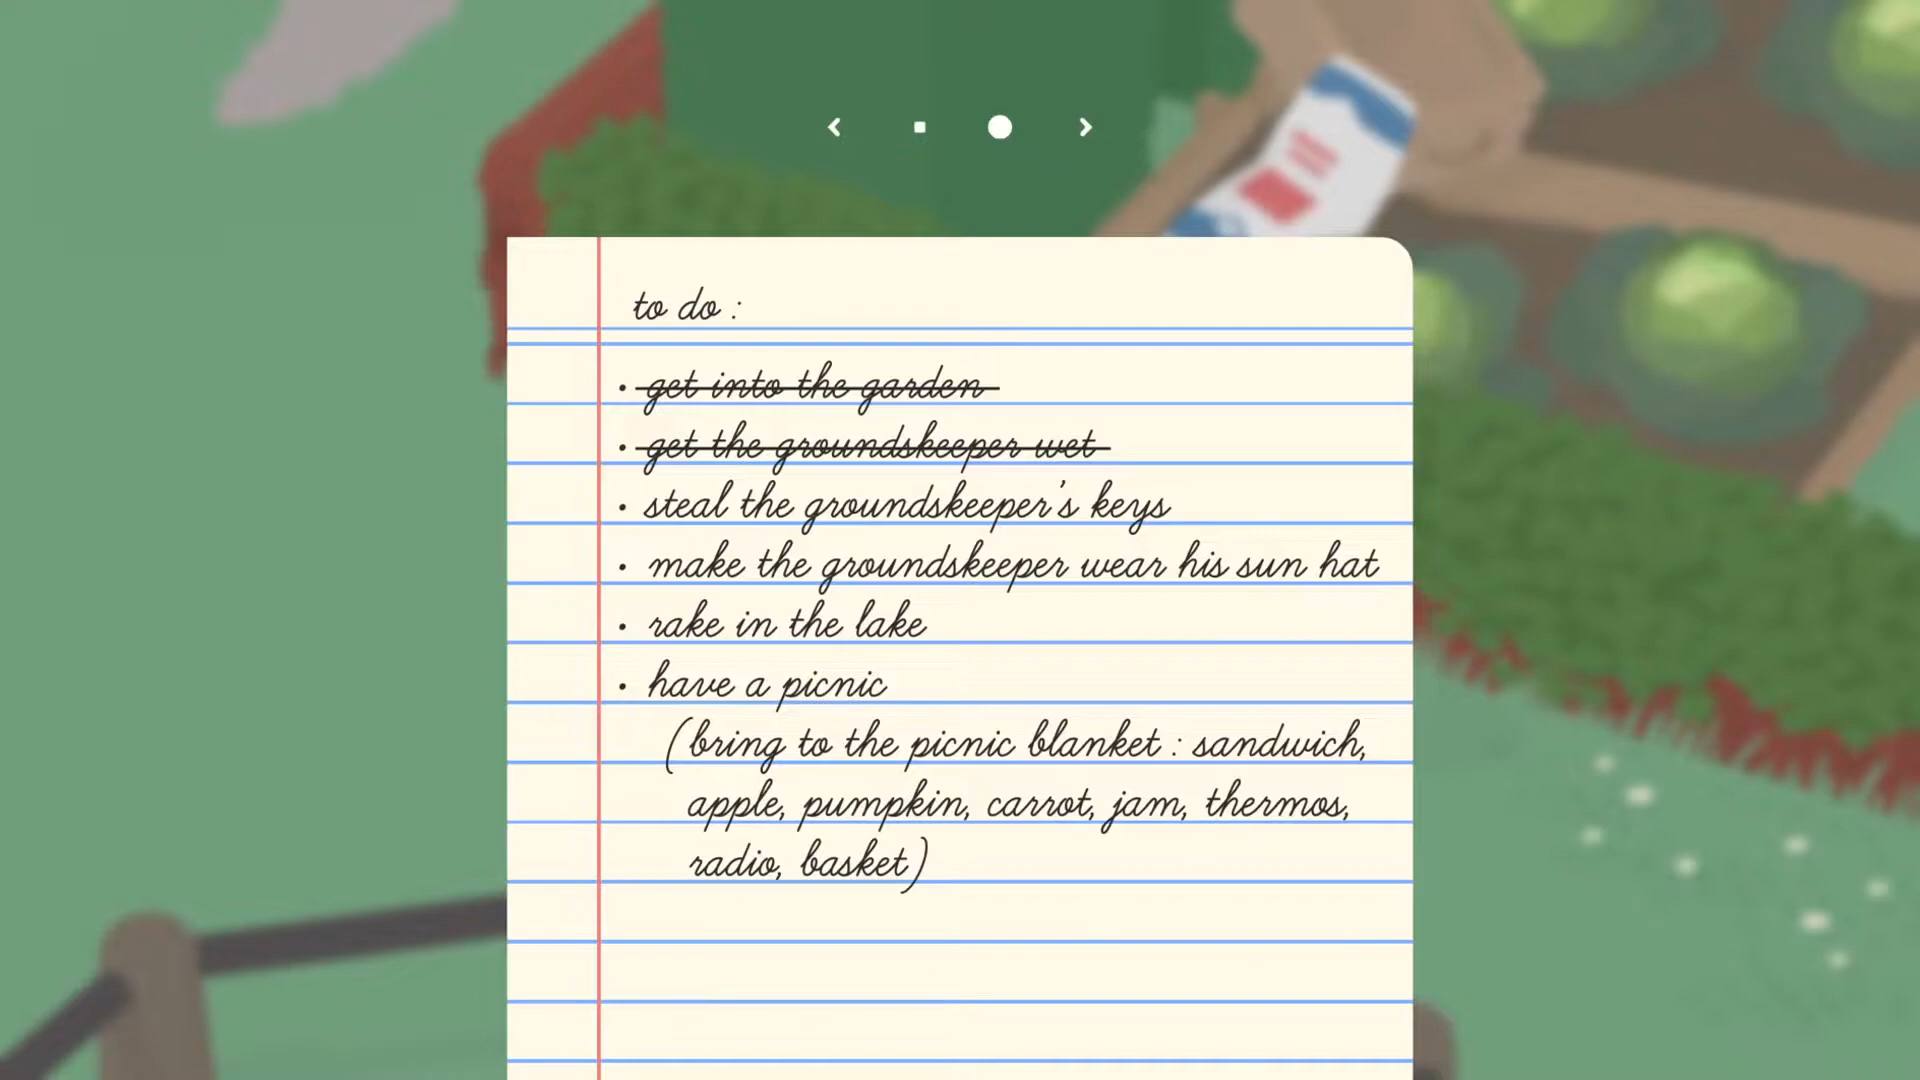 to do :
• get into the garden
• get the groundskeeper wet
• steal the groundskeeper's keys
• make the groundskeeper wear his sun hat
• rake in the lake
• have a picnic
(bring to the picnic blanket : sandwich,
apple, pumpkin, carrot, jam, thermos,
radio, basket)